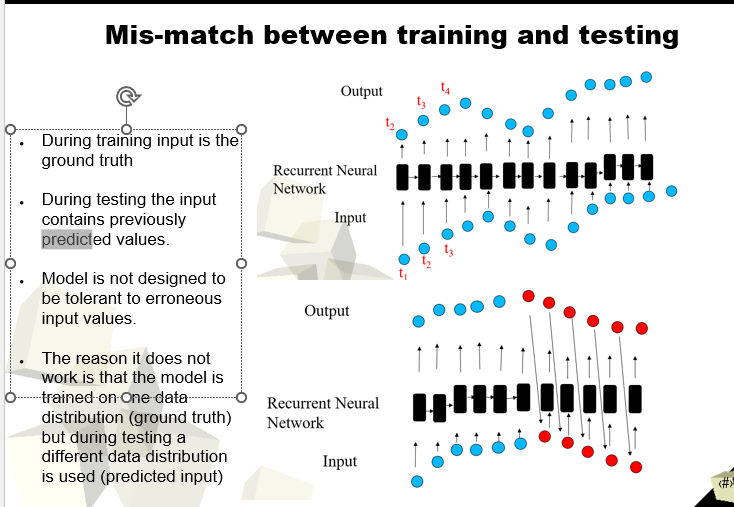 Mis-match between training and testing
• During training input is the
ground truth
• During testing the input
contains previously
predicted values.
• Model is not designed to
be tolerant to erroneous
input values.
• The reason it does not
work is that the model is
trained on one data
distribution (ground truth)
but during testing a
different data distribution
is used (predicted input)
Output
t2
t3
t4
Recurrent Neural
Network
Input
t1
t2
t3
Output
Recurrent Neural
Network
Input
‹#›